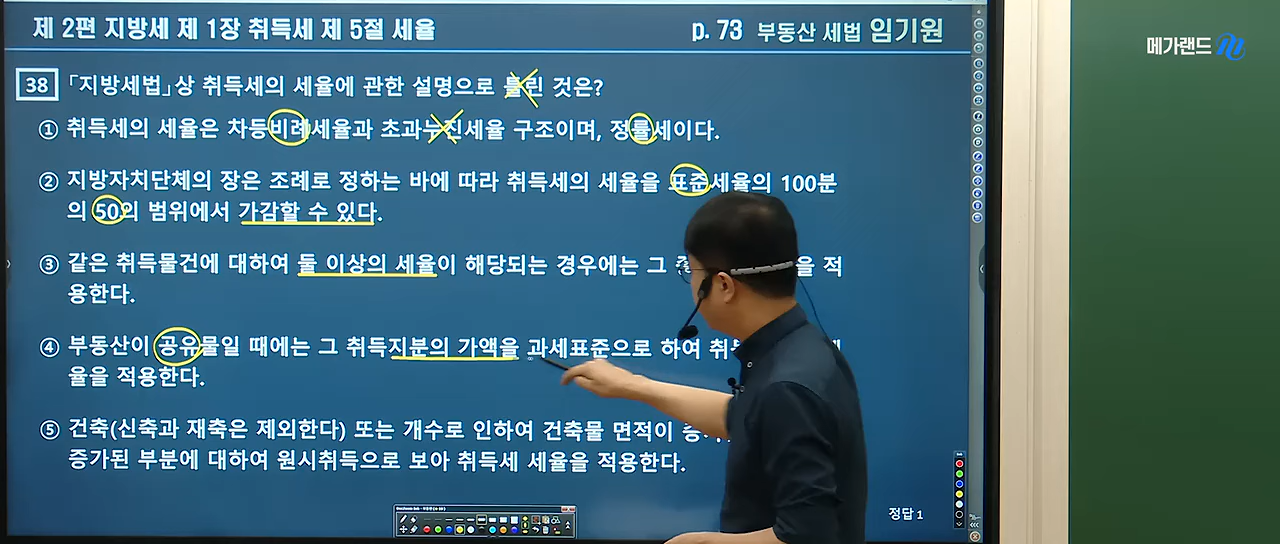 제 2편 지방세 제 1장 취득세 제 5절 세율
p. 73 부동산 세법 임기원
메가랜드
38 「지방세법」상 취득세의 세율에 관한 설명으로 틀린 것은?
① 취득세의 세율은 차등비례세율과 초과누진세율 구조이며, 정률세이다.
② 지방자치단체의 장은 조례로 정하는 바에 따라 취득세의 세율을 표준세율의 100분
의 50의 범위에서 가감할 수 있다.
③ 같은 취득물건에 대하여 둘 이상의 세율이 해당되는 경우에는 그 을 적
용한다.
④ 부동산이 공유물일 때에는 그 취득지분의 가액을 과세표준으로 하여
율을 적용한다.
⑤ 건축(신축과 재축은 제외한다) 또는 개수로 인하여 건축물 면적이
증가된 부분에 대하여 원시취득으로 보아 취득세 세율을 적용한다.
정답 1